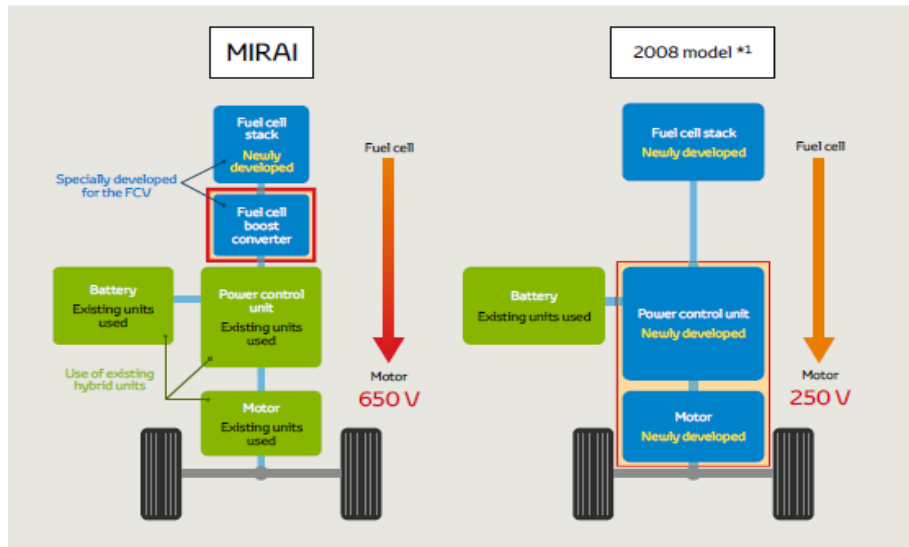 MIRAI
Fuel cell
stack
Newly
developed
Fuel cell
Specially developed
for the FCV
Fuel cell
boost
converter
Battery
Existing units
used
Power control
unit
Existing units
used
Use of existing
hybrid units
Motor
650 V
Motor
Existing units
used
2008 model *1
Fuel cell stack
Newly developed
Fuel cell
Battery
Existing units used
Power control unit
Newly developed
Motor
250 V
Motor
Newly developed